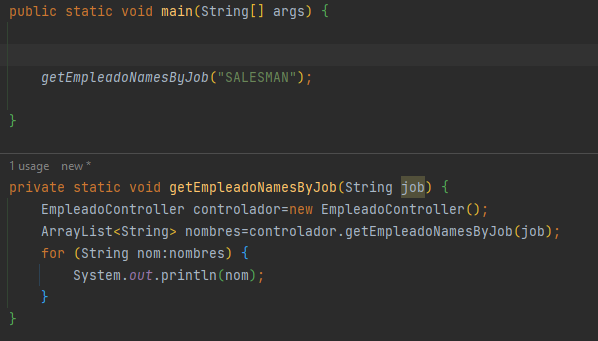 public static void main(String[] args) {
getEmpleadoNamesByJob("SALESMAN");
}
1 usage new *
private static void getEmpleadoNamesByJob(String job) {
EmpleadoController controlador=new EmpleadoController();
ArrayList<String> nombres=controlador.getEmpleadoNamesByJob(job);
for (String nom:nombres) {
System.out.println(nom);
}
}